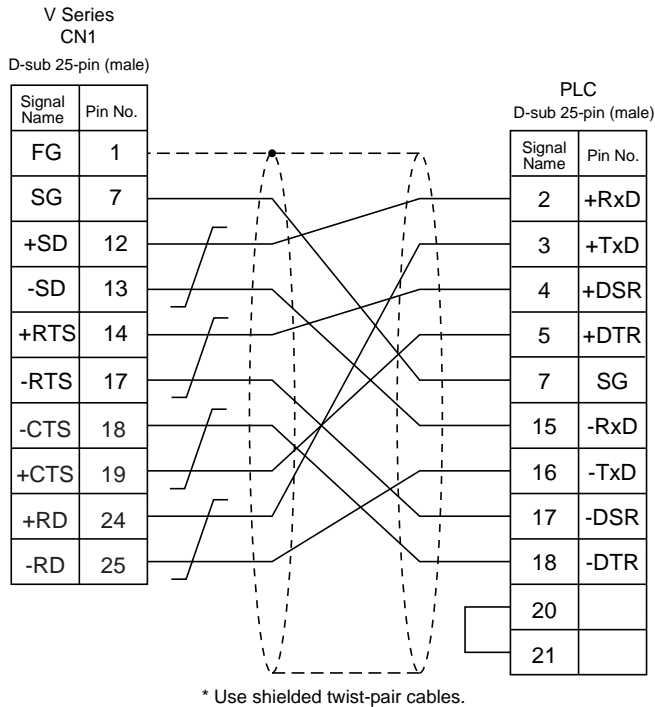 V Series
CN1
D-sub 25-pin (male)
Signal Name Pin No.
FG 1
SG 7
+SD 12
-SD 13
+RTS 14
-RTS 17
-CTS 18
+CTS 19
+RD 24
-RD 25
PLC
D-sub 25-pin (male)
Signal Name Pin No.
2 +RxD
3 +TxD
4 +DSR
5 +DTR
7 SG
15 -RxD
16 -TxD
17 -DSR
18 -DTR
20
21
* Use shielded twist-pair cables.